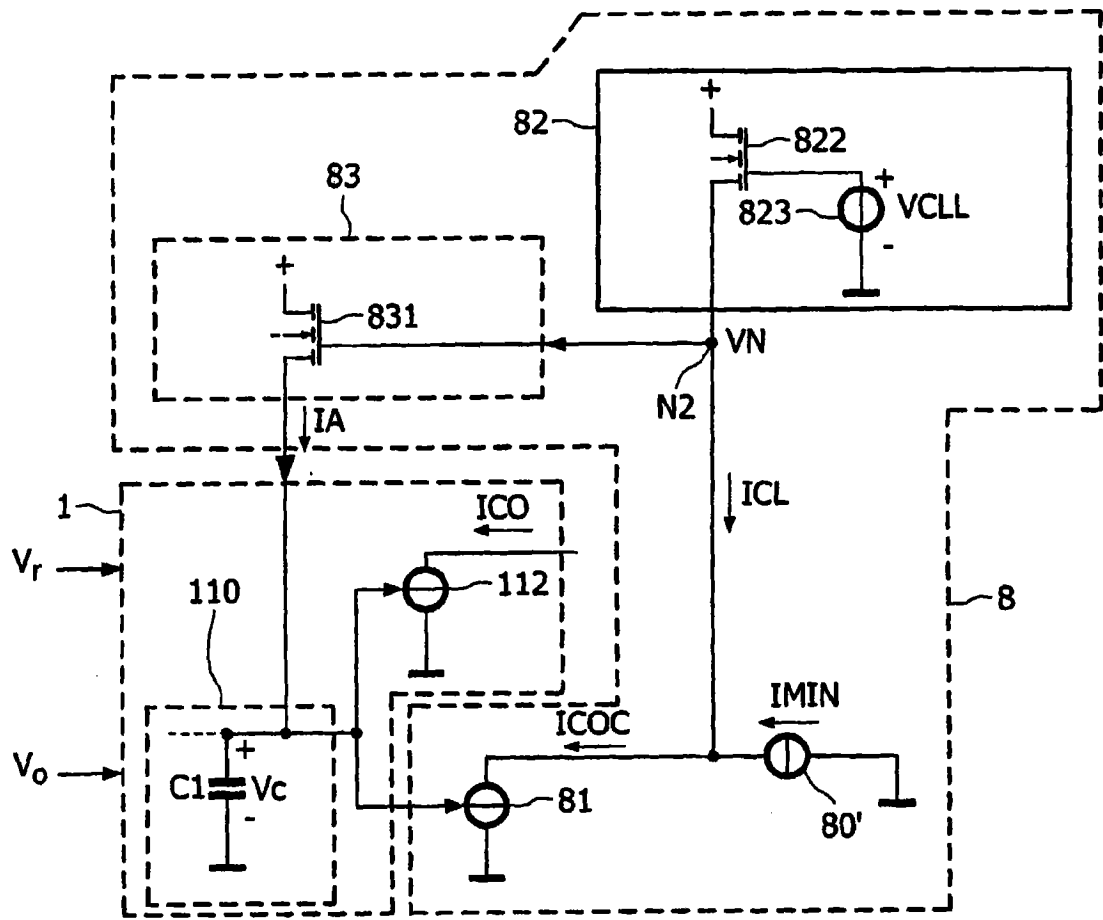 +
82
822
+
823
VCLL
-
83
+
831
VN
N2
IA
ICL
1
ICO
Vr
112
8
110
IMIN
ICOC
Vo
+
C1
Vc
-
81
80'